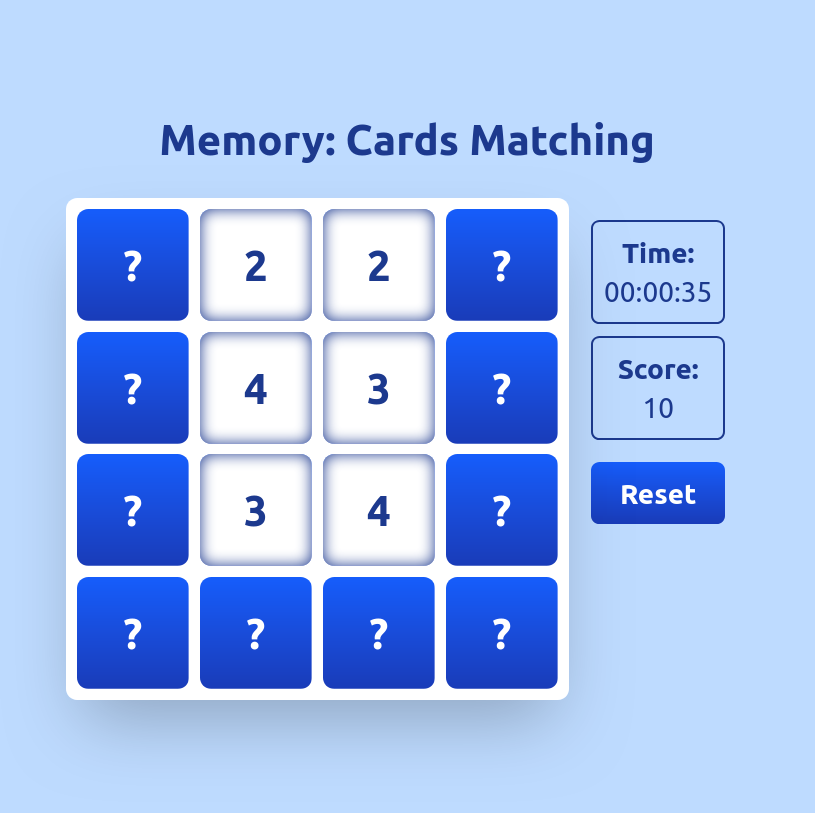 Memory: Cards Matching
? 2 2 ?
? 4 3 ?
? 3 4 ?
? ? ? ?
Time:
00:00:35
Score:
10
Reset